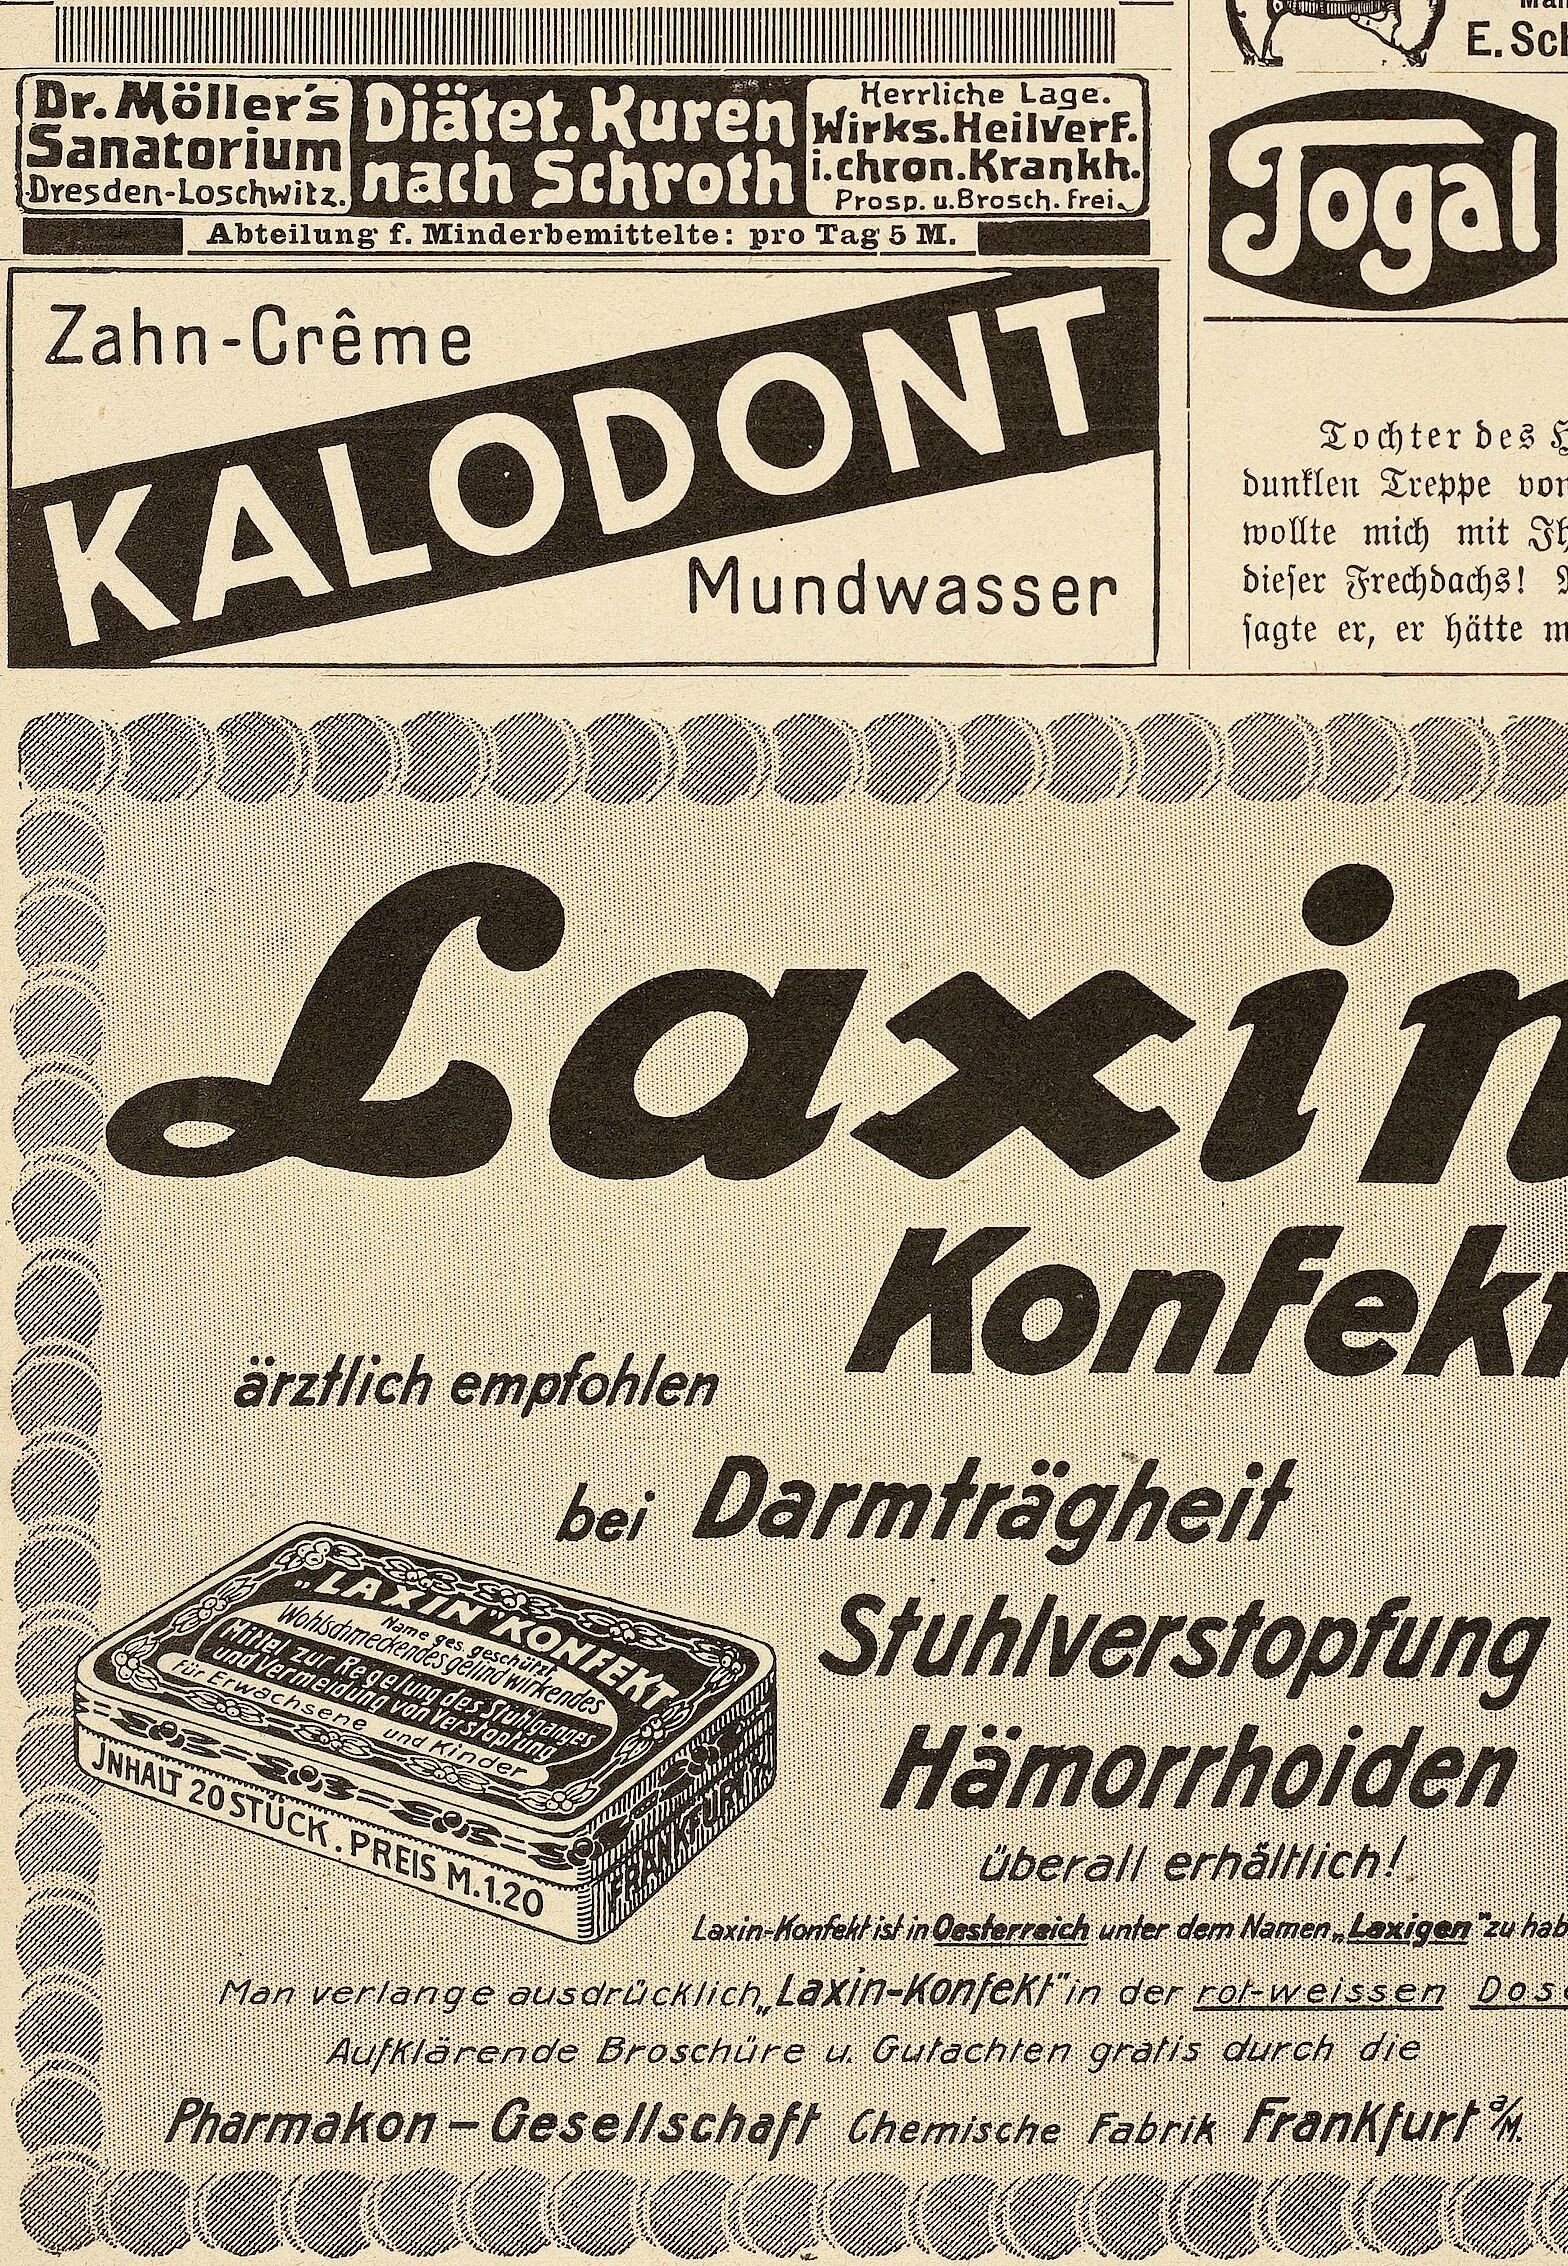 E. Sch
Dr. Möller's
Sanatorium
Dresden-Loschwitz.
Diätet. Kuren
nach Schroth
Herrliche Lage.
Wirks. Heilverf.
i. chron. Krankh.
Prosp. u. Brosch. frei.
Abteilung f. Minderbemittelte: pro Tag 5 M.
Togal
Zahn-Crême
KALODONT
Mundwasser
Tochter des H
dunklen Treppe von
wollte mich mit Ih
dieser Frechdachs!
sagte er, er hätte m
Laxin
Konfekt
ärztlich empfohlen
bei Darmträgheit
Stuhlverstopfung
Hämorrhoiden
überall erhältlich!
"LAXIN" KONFEKT
Name ges. geschützt
Wohlschmeckendes gelind wirkendes
Mittel zur Regelung des Stuhlganges
und Vermeidung von Verstopfung
für Erwachsene und Kinder
JNHALT 20 STÜCK. PREIS M. 1.20
FRANKFURT
Laxin-Konfekt ist in Oesterreich unter dem Namen „Laxigen" zu hab
Man verlange ausdrücklich „Laxin-Konfekt" in der rot-weissen Dose
Aufklärende Broschüre u. Gutachten gratis durch die
Pharmakon – Gesellschaft Chemische Fabrik Frankfurt a/M.